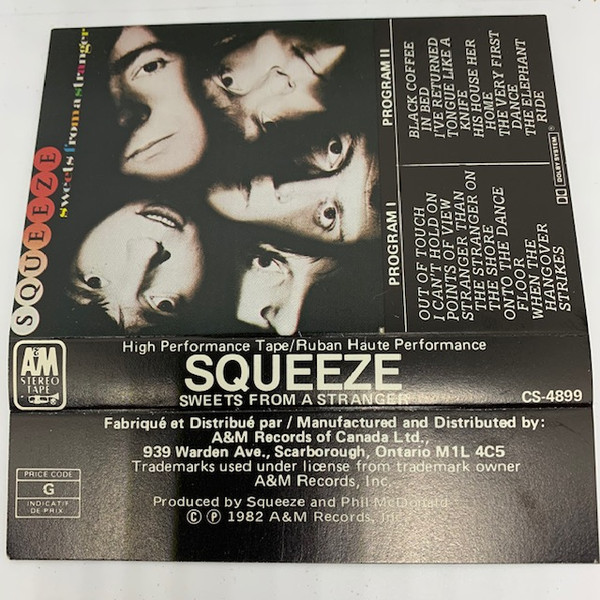 SQUEEZE
sweets from a stranger
PROGRAM I
OUT OF TOUCH
I CAN'T HOLD ON
POINTS OF VIEW
STRANGER THAN
THE STRANGER ON
THE SHORE
ONTO THE DANCE
FLOOR
WHEN THE
HANGOVER
STRIKES
PROGRAM II
BLACK COFFEE
IN BED
I'VE RETURNED
TONGUE LIKE A
KNIFE
HIS HOUSE HER
HOME
THE VERY FIRST
DANCE
THE ELEPHANT
RIDE
DOLBY SYSTEM®
A&M
STEREO
TAPE
High Performance Tape/Ruban Haute Performance
SQUEEZE
SWEETS FROM A STRANGER
CS-4899
Fabriqué et Distribué par / Manufactured and Distributed by:
A&M Records of Canada Ltd.,
939 Warden Ave., Scarborough, Ontario M1L 4C5
Trademarks used under license from trademark owner
A&M Records, Inc.
PRICE CODE
G
INDICATIF
DE PRIX
Produced by Squeeze and Phil McDonald
© ℗ 1982 A&M Records, Inc.